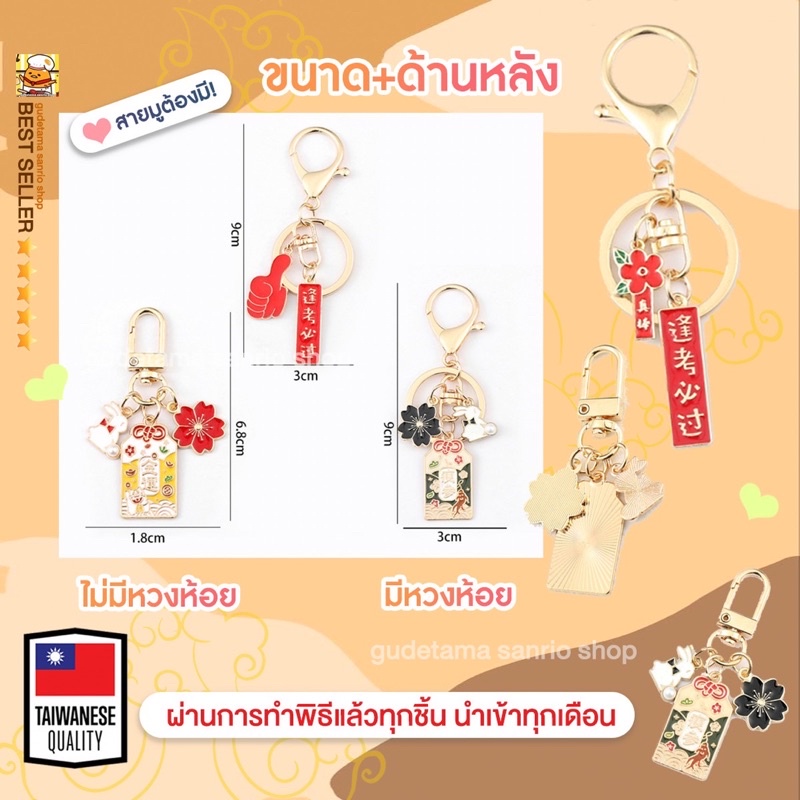 ขนาด+ด้านหลัง
สายมูต้องมี!
BEST SELLER
gudetama sanrio shop
9cm
3cm
逢考必过
逢考必过
6.8cm
1.8cm
9cm
3cm
gudetama sanrio shop
ไม่มีห่วงห้อย
มีห่วงห้อย
gudetama sanrio shop
TAIWANESE
QUALITY
ผ่านการทำพิธีแล้วทุกชิ้น นำเข้าทุกเดือน